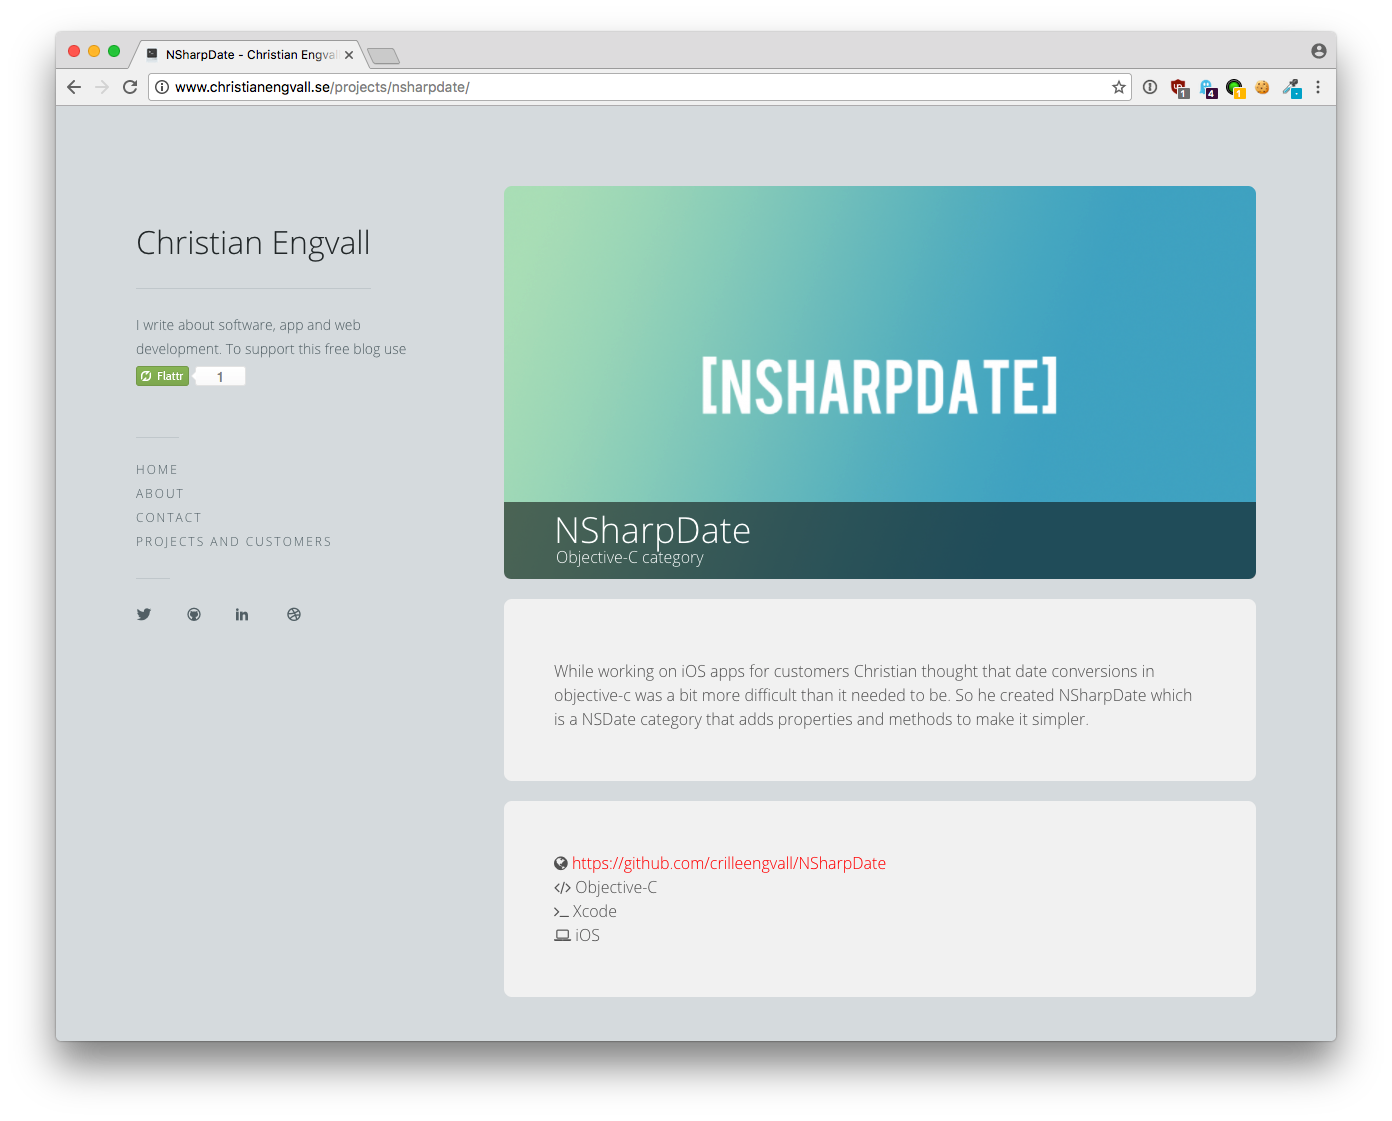 NSharpDate - Christian Engva
www.christianengvall.se/projects/nsharpdate/
1
4
1
Christian Engvall
I write about software, app and web
development. To support this free blog use
Flattr 1
HOME
ABOUT
CONTACT
PROJECTS AND CUSTOMERS
[NSHARPDATE]
NSharpDate
Objective-C category
While working on iOS apps for customers Christian thought that date conversions in
objective-c was a bit more difficult than it needed to be. So he created NSharpDate which
is a NSDate category that adds properties and methods to make it simpler.
https://github.com/crilleengvall/NSharpDate
Objective-C
Xcode
iOS